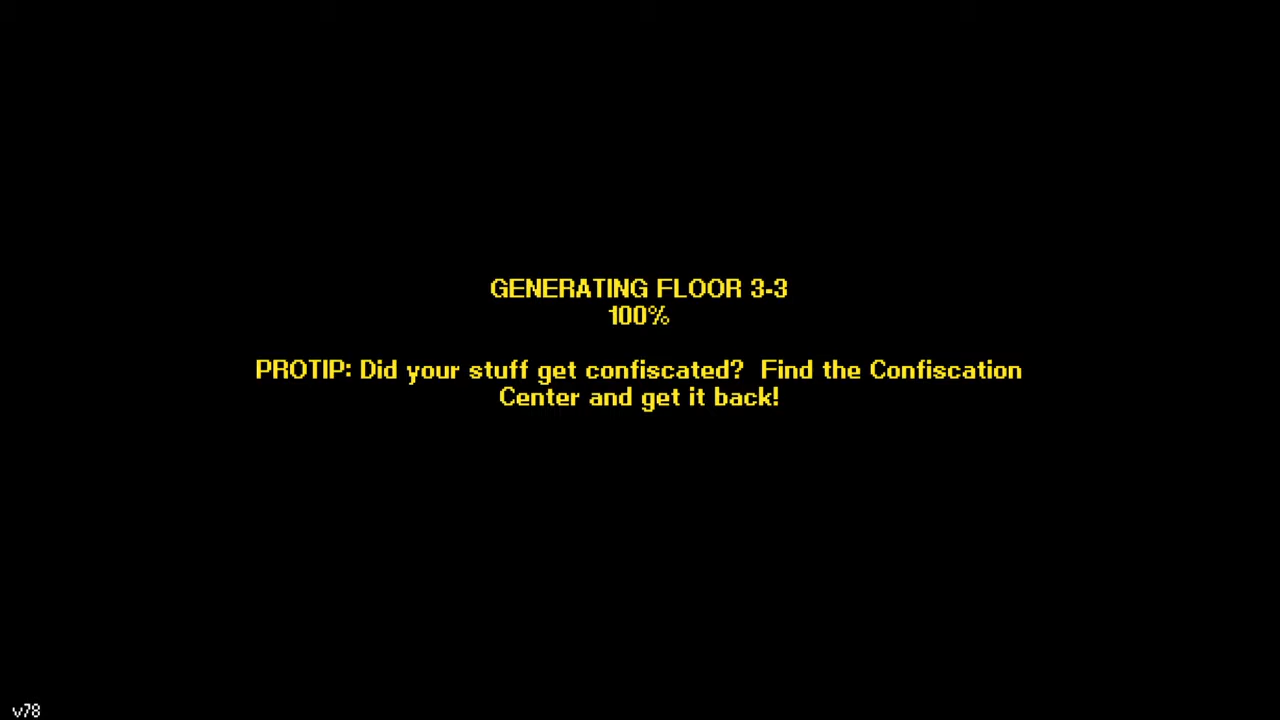 GENERATING FLOOR 3-3
100%
PROTIP: Did your stuff get confiscated?  Find the Confiscation
Center and get it back!
v78